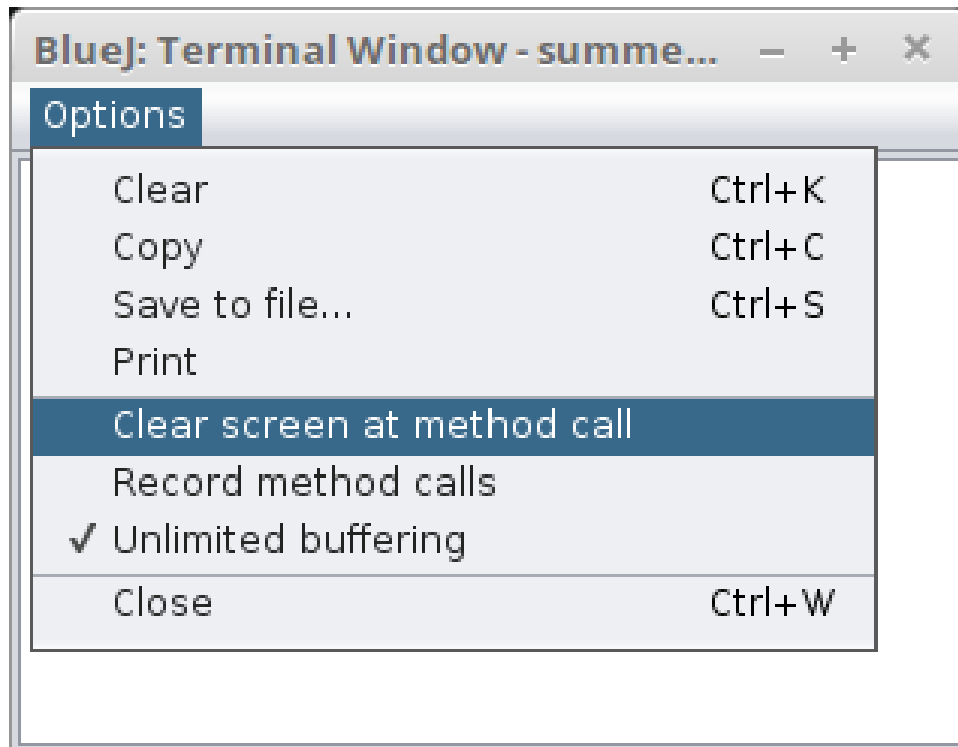 BlueJ: Terminal Window - summe...
Options
Clear Ctrl+K
Copy Ctrl+C
Save to file... Ctrl+S
Print
Clear screen at method call
Record method calls
✓ Unlimited buffering
Close Ctrl+W